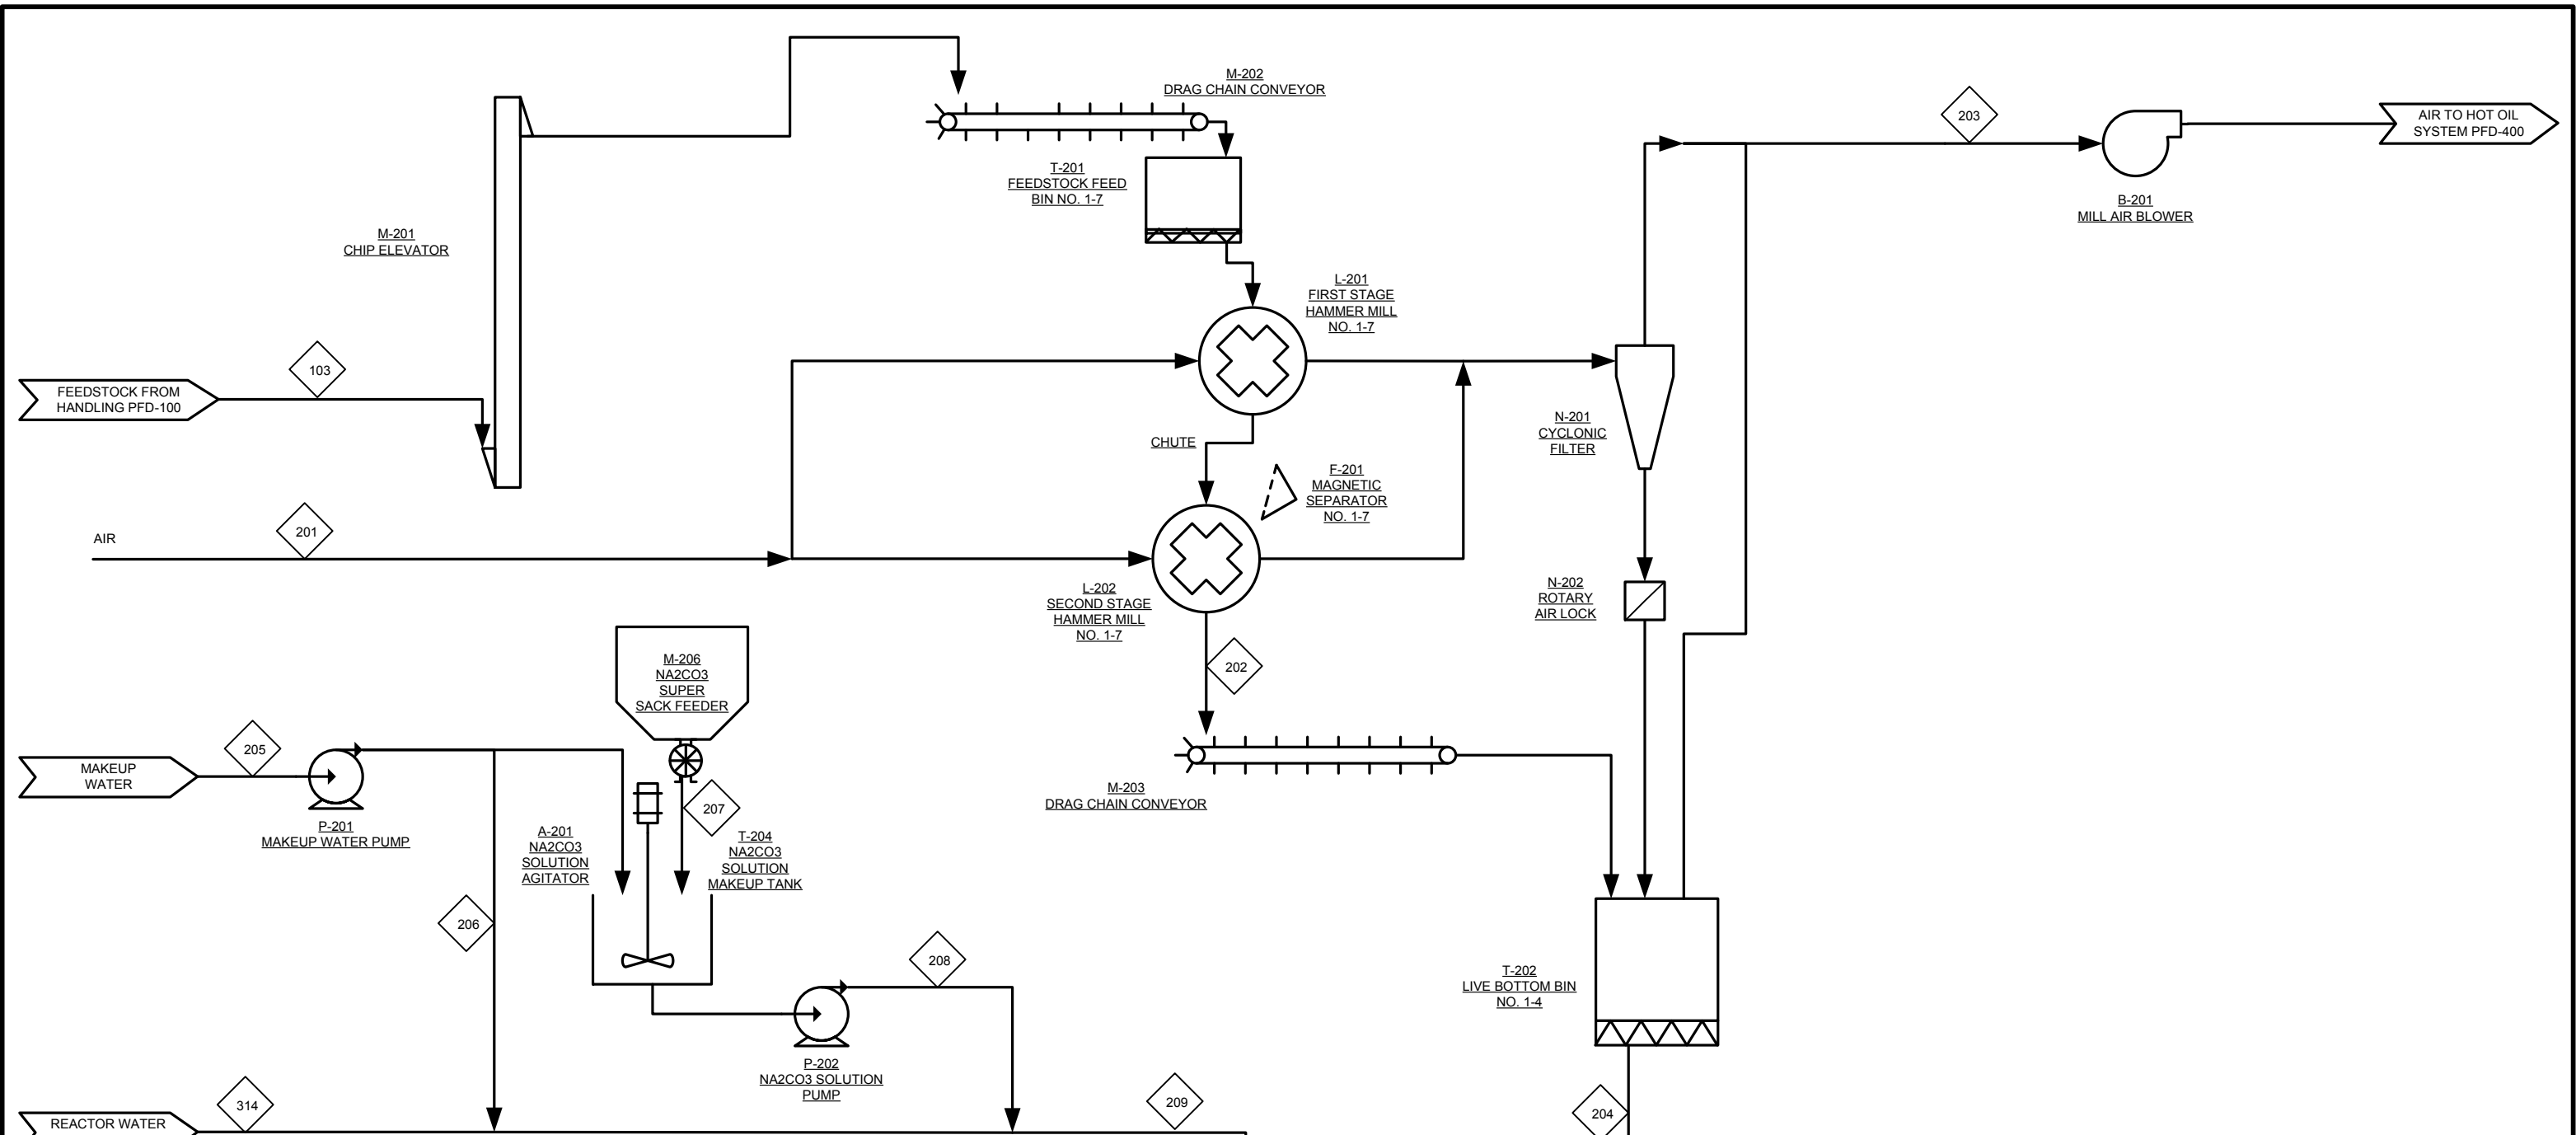 M-202
DRAG CHAIN CONVEYOR
203
AIR TO HOT OIL
SYSTEM PFD-400
T-201
FEEDSTOCK FEED
BIN NO. 1-7
B-201
MILL AIR BLOWER
M-201
CHIP ELEVATOR
L-201
FIRST STAGE
HAMMER MILL
NO. 1-7
103
FEEDSTOCK FROM
HANDLING PFD-100
N-201
CYCLONIC
FILTER
CHUTE
F-201
MAGNETIC
SEPARATOR
NO. 1-7
201
AIR
L-202
SECOND STAGE
HAMMER MILL
NO. 1-7
N-202
ROTARY
AIR LOCK
M-206
NA2CO3
SUPER
SACK FEEDER
202
205
MAKEUP
WATER
P-201
MAKEUP WATER PUMP
207
M-203
DRAG CHAIN CONVEYOR
A-201
NA2CO3
SOLUTION
AGITATOR
T-204
NA2CO3
SOLUTION
MAKEUP TANK
206
208
T-202
LIVE BOTTOM BIN
NO. 1-4
P-202
NA2CO3 SOLUTION
PUMP
314
REACTOR WATER
209
204